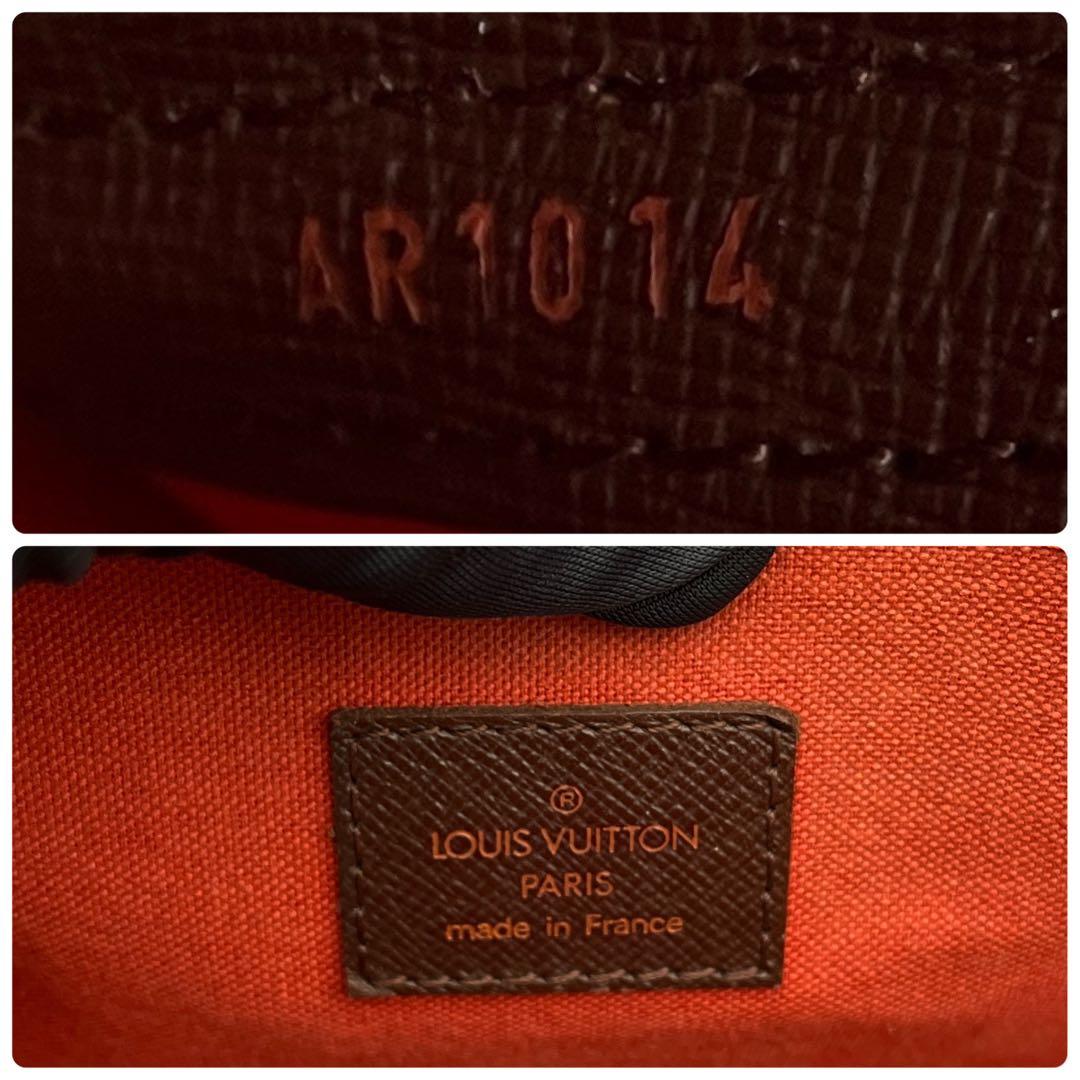 AR1014
®
LOUIS VUITTON
PARIS
made in France